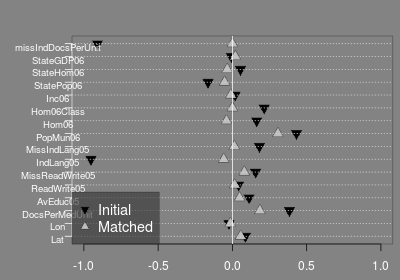 missIndDocsPerUnit
StateGDP06
StateHom06
StatePop06
Inc06
Hom06Class
Hom06
PopMun06
MissIndLang05
IndLang05
MissReadWrite05
ReadWrite05
AvEduc05
DocsPerMedUnit
Lon
Lat
Initial
Matched
-1.0 -0.5 0.0 0.5 1.0